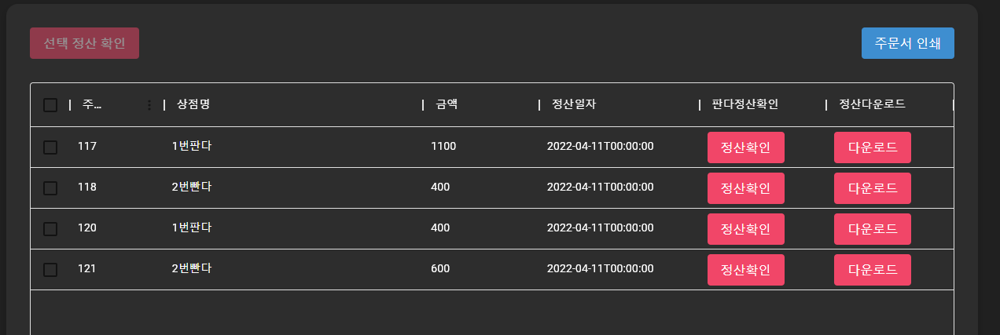 선택 정산 확인
주문서 인쇄
주... 상점명 금액 정산일자 판다정산확인 정산다운로드
117 1번판다 1100 2022-04-11T00:00:00 정산확인 다운로드
118 2번빤다 400 2022-04-11T00:00:00 정산확인 다운로드
120 1번판다 400 2022-04-11T00:00:00 정산확인 다운로드
121 2번빤다 600 2022-04-11T00:00:00 정산확인 다운로드